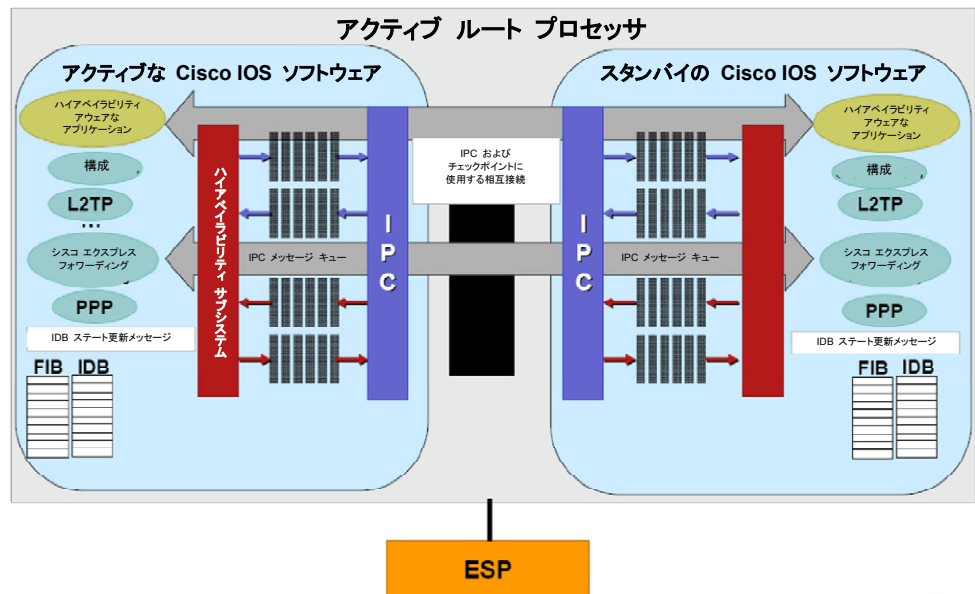 アクティブ ルート プロセッサ
アクティブな Cisco IOS ソフトウェア
ハイアベイラビリティ
アウェアな
アプリケーション
構成
L2TP
...
シスコ エクスプレス
フォワーディング
PPP
IDB ステート更新メッセージ
FIB IDB
ハイアベイラビリティ サブシステム
IPC メッセージ キュー
IPC
IPC および
チェックポイントに
使用する相互接続
スタンバイの Cisco IOS ソフトウェア
IPC
IPC メッセージ キュー
ハイアベイラビリティ
アウェアな
アプリケーション
構成
L2TP
シスコ エクスプレス
フォワーディング
PPP
IDB ステート更新メッセージ
FIB IDB
ESP